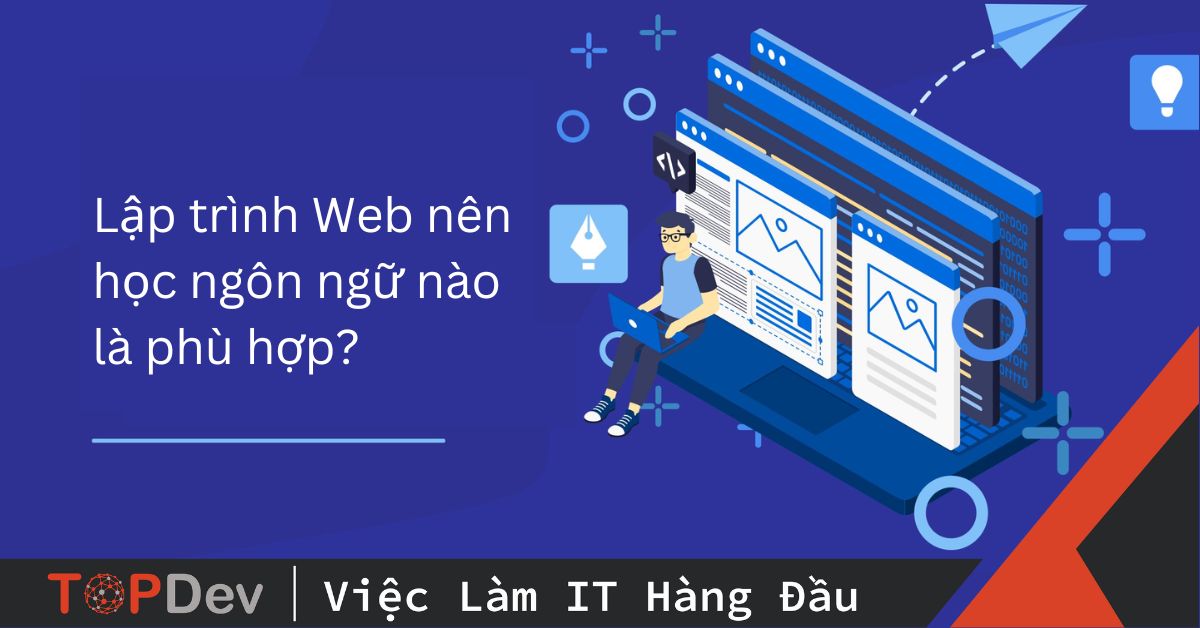 Lập trình Web nên
học ngôn ngữ nào
là phù hợp?
</>
TOPDev | Việc Làm IT Hàng Đầu